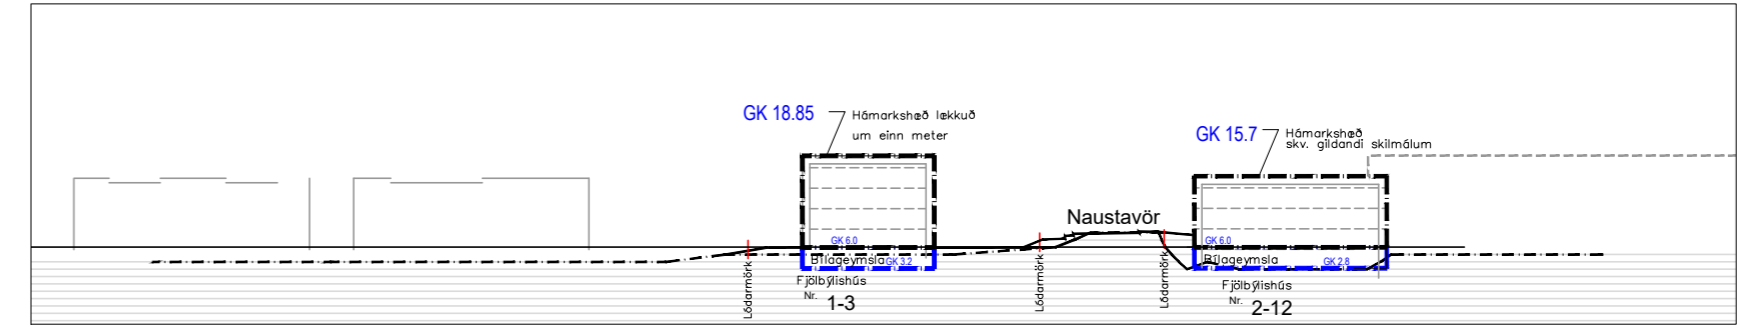 GK 18.85
Hámarkshæð lækkuð
um einn meter
GK 15.7
Hámarkshæð
skv. gildandi skilmálum
Naustavör
GK 6.0
GK 6.0
Bílageymsla
GK 3.2
Bílageymsla
GK 2.8
Lóðarmörk
Lóðarmörk
Lóðarmörk
Fjölbýlishús
Nr. 1-3
Fjölbýlishús
Nr. 2-12